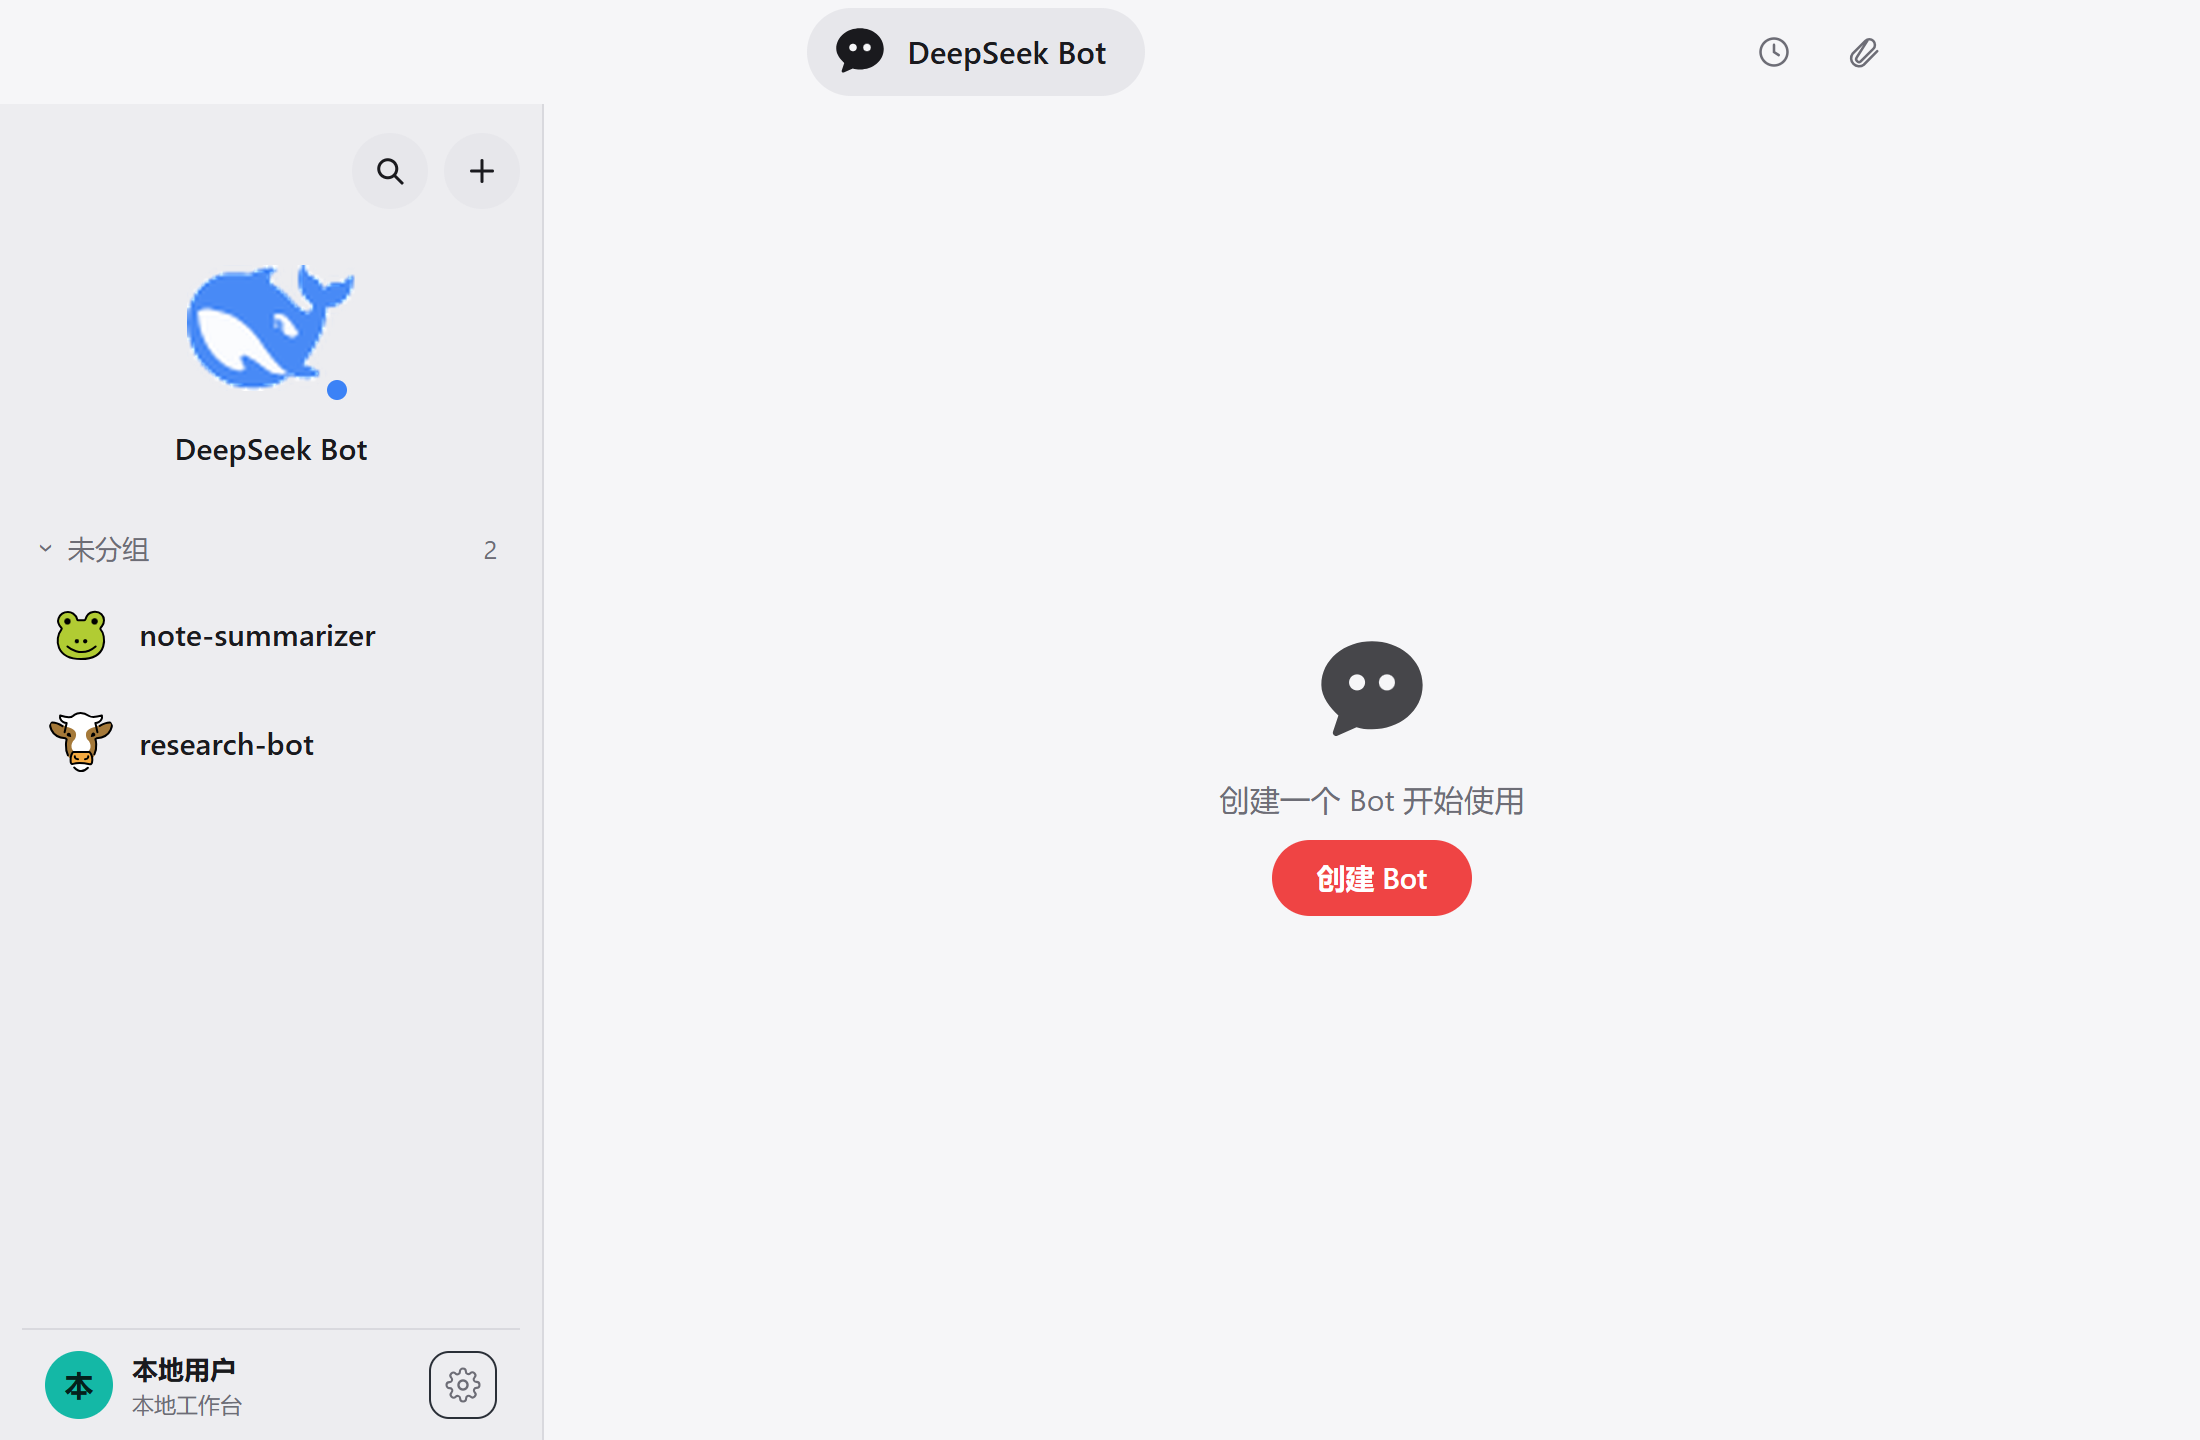 DeepSeek Bot
DeepSeek Bot
未分组 2
note-summarizer
research-bot
创建一个 Bot 开始使用
创建 Bot
本
本地用户
本地工作台